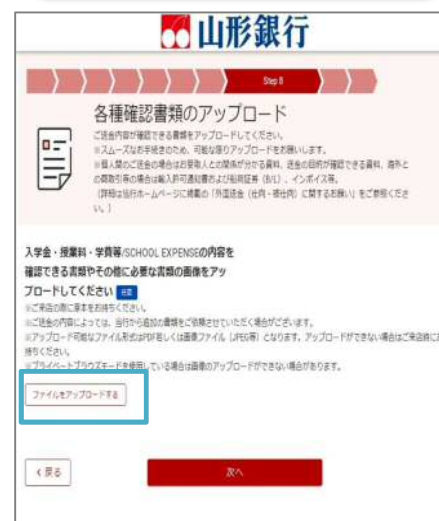 山形銀行
Step 8
各種確認書類のアップロード
ご送金内容が確認できる書類をアップロードしてください。
※スムーズなお手続きのため、可能な限りアップロードをお願いします。
※個人間のご送金の場合はお受取人との関係が分かる資料、送金の目的が確認できる資料、海外と
の商取引等の場合は輸入許可通知書および船荷証券（B/L）、インボイス等。
（詳細は当行ホームページに掲載の「外国送金（仕向・被仕向）に関するお願い」をご参照くださ
い。）
入学金・授業料・学費等/SCHOOL EXPENSEの内容を
確認できる書類やその他に必要な書類の画像をアッ
プロードしてください 任意
※ご来店の際に原本をお持ちください。
※ご送金の内容によっては、当行から追加の書類をご依頼させていただく場合がございます。
※アップロード可能なファイル形式はPDF若しくは画像ファイル（JPEG等）となります。アップロードができない場合はご来店時にお
持ちください。
※プライベートブラウズモードを使用している場合は画像のアップロードができない場合があります。
ファイルをアップロードする
戻る
次へ